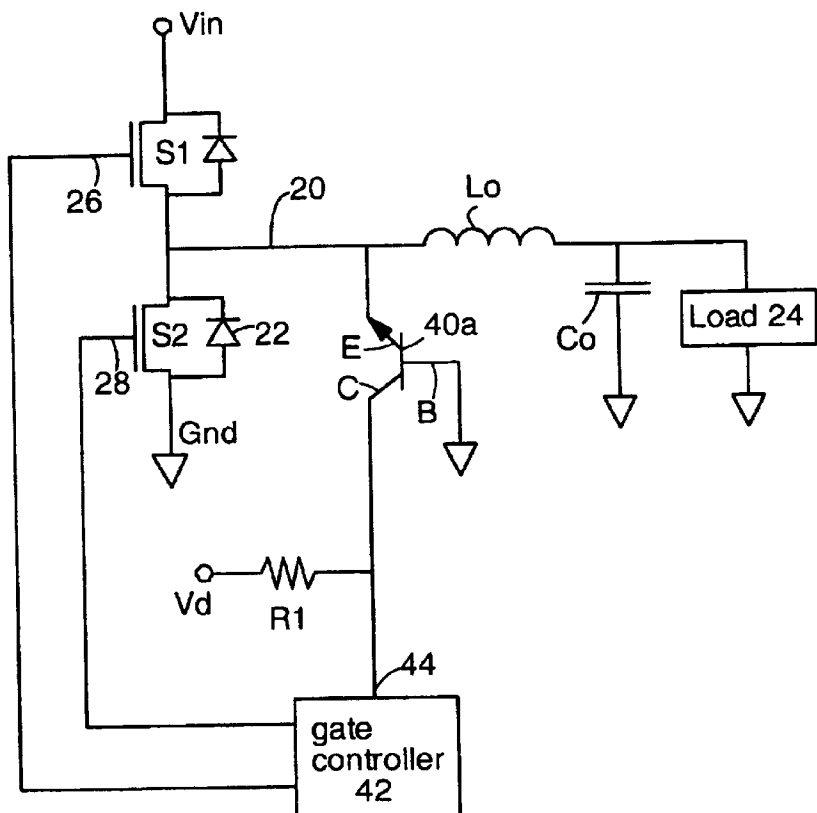 Vin
S1
26
20
Lo
S2
22
28
E
40a
Co
Load 24
C
B
Gnd
Vd
R1
44
gate
controller
42